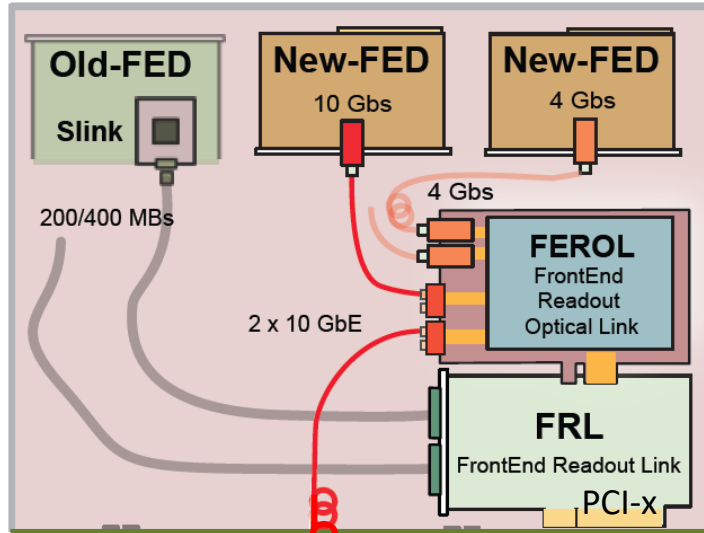 Old-FED
Slink
200/400 MBs
New-FED
10 Gbs
New-FED
4 Gbs
4 Gbs
2 x 10 GbE
FEROL
FrontEnd
Readout
Optical Link
FRL
FrontEnd Readout Link
PCI-x